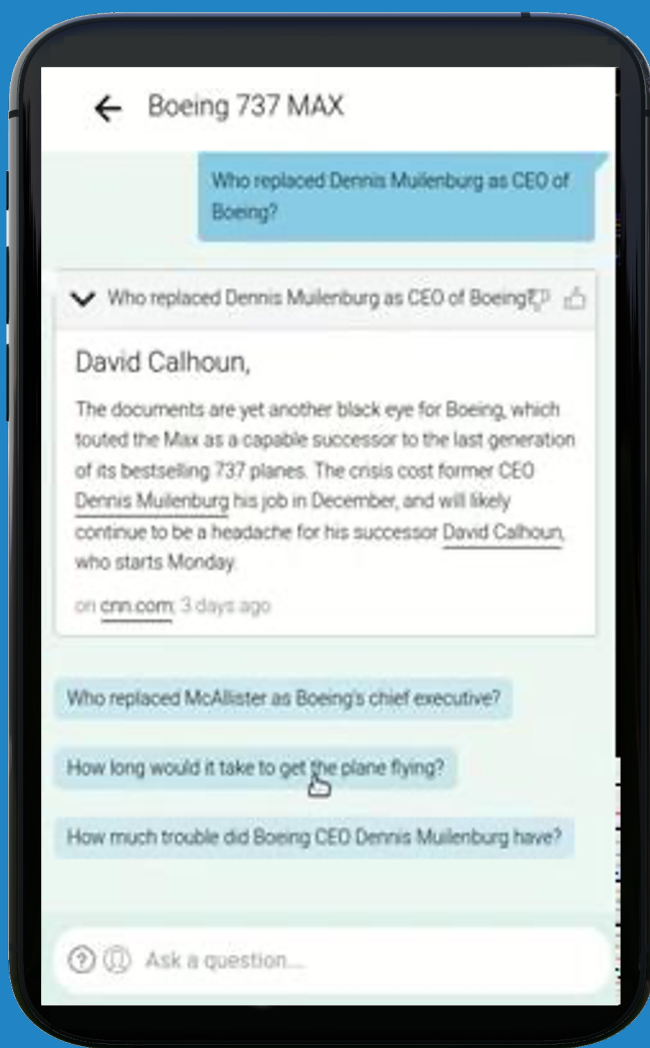 Boeing 737 MAX
Who replaced Dennis Muilenburg as CEO of
Boeing?
Who replaced Dennis Muilenburg as CEO of Boeing?
David Calhoun,
The documents are yet another black eye for Boeing, which
touted the Max as a capable successor to the last generation
of its bestselling 737 planes. The crisis cost former CEO
Dennis Muilenburg his job in December, and will likely
continue to be a headache for his successor David Calhoun,
who starts Monday.
on cnn.com, 3 days ago
Who replaced McAllister as Boeing's chief executive?
How long would it take to get the plane flying?
How much trouble did Boeing CEO Dennis Muilenburg have?
? Ask a question...